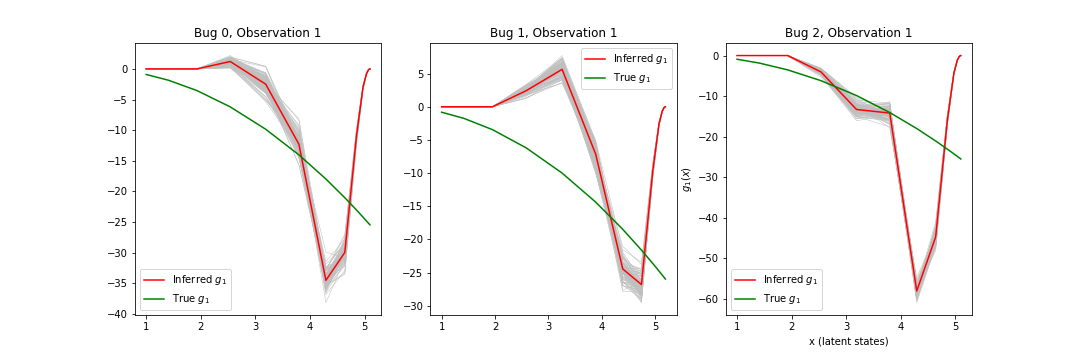 Bug 0, Observation 1
0
−5
−10
−15
−20
−25
−30
−35
−40
1 2 3 4 5
Inferred g₁
True g₁
Bug 1, Observation 1
5
0
−5
−10
−15
−20
−25
−30
1 2 3 4 5
Inferred g₁
True g₁
Bug 2, Observation 1
g₁(x)
0
−10
−20
−30
−40
−50
−60
1 2 3 4 5
x (latent states)
Inferred g₁
True g₁